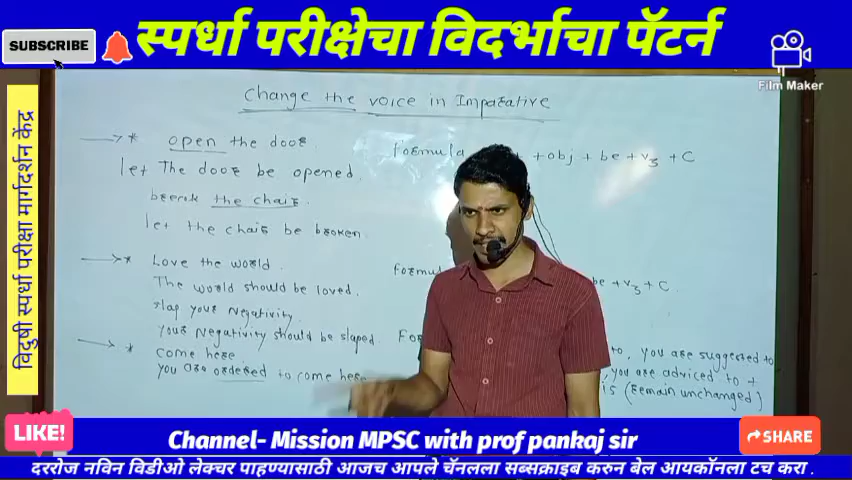 SUBSCRIBE
स्पर्धा परीक्षेचा विदर्भाचा पॅटर्न
Film Maker
विदुषी स्पर्धा परीक्षा मार्गदर्शन केंद्र
Change the voice in Imparative
* open the door.
let The door be opened.
break the chair.
let the chair be broken.
Formula + obj + be + v3 + C
* Love the world.
The world should be loved.
slap your Negativity.
your Negativity should be slaped.
be + v3 + C
* come here.
you are ordered to come here
to, you are suggested to
you are adviced to +
is (remain unchanged)
LIKE!
SHARE
Channel- Mission MPSC with prof pankaj sir
दररोज नविन विडीओ लेक्चर पाहण्यासाठी आजच आपले चॅनलला सब्सक्राइब करुन बेल आयकॉनला टच करा .